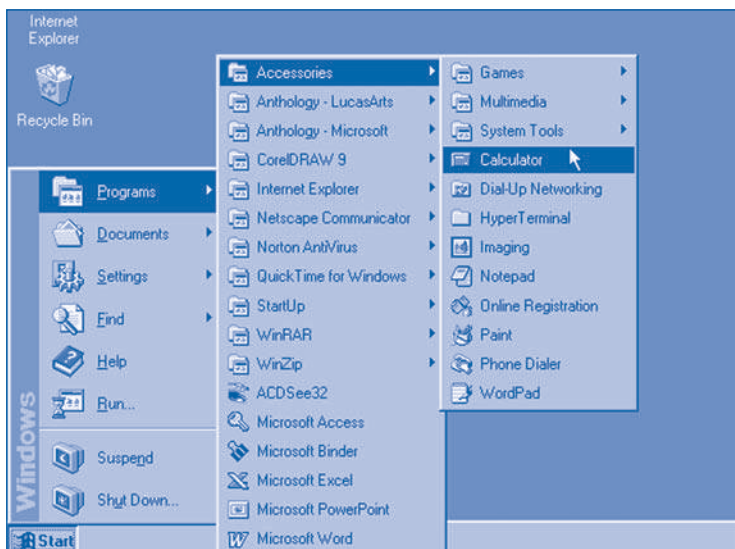 Internet
Explorer
Recycle Bin
Programs
Documents
Settings
Find
Help
Run...
Suspend
Shut Down...
Windows
Start
Accessories
Anthology - LucasArts
Anthology - Microsoft
CorelDRAW 9
Internet Explorer
Netscape Communicator
Norton AntiVirus
QuickTime for Windows
StartUp
WinRAR
WinZip
ACDSee32
Microsoft Access
Microsoft Binder
Microsoft Excel
Microsoft PowerPoint
Microsoft Word
Games
Multimedia
System Tools
Calculator
Dial-Up Networking
HyperTerminal
Imaging
Notepad
Online Registration
Paint
Phone Dialer
WordPad